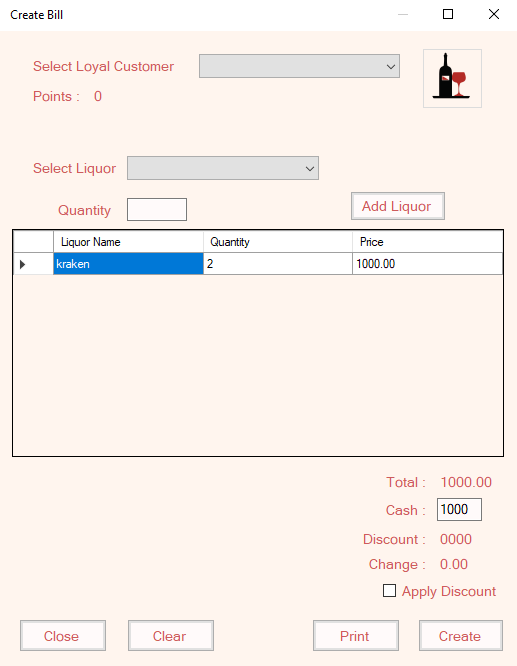 Create Bill
Select Loyal Customer
Points : 0
Select Liquor
Quantity
Add Liquor
Liquor Name Quantity Price
kraken 2 1000.00
Total : 1000.00
Cash : 1000
Discount : 0000
Change : 0.00
Apply Discount
Close Clear Print Create